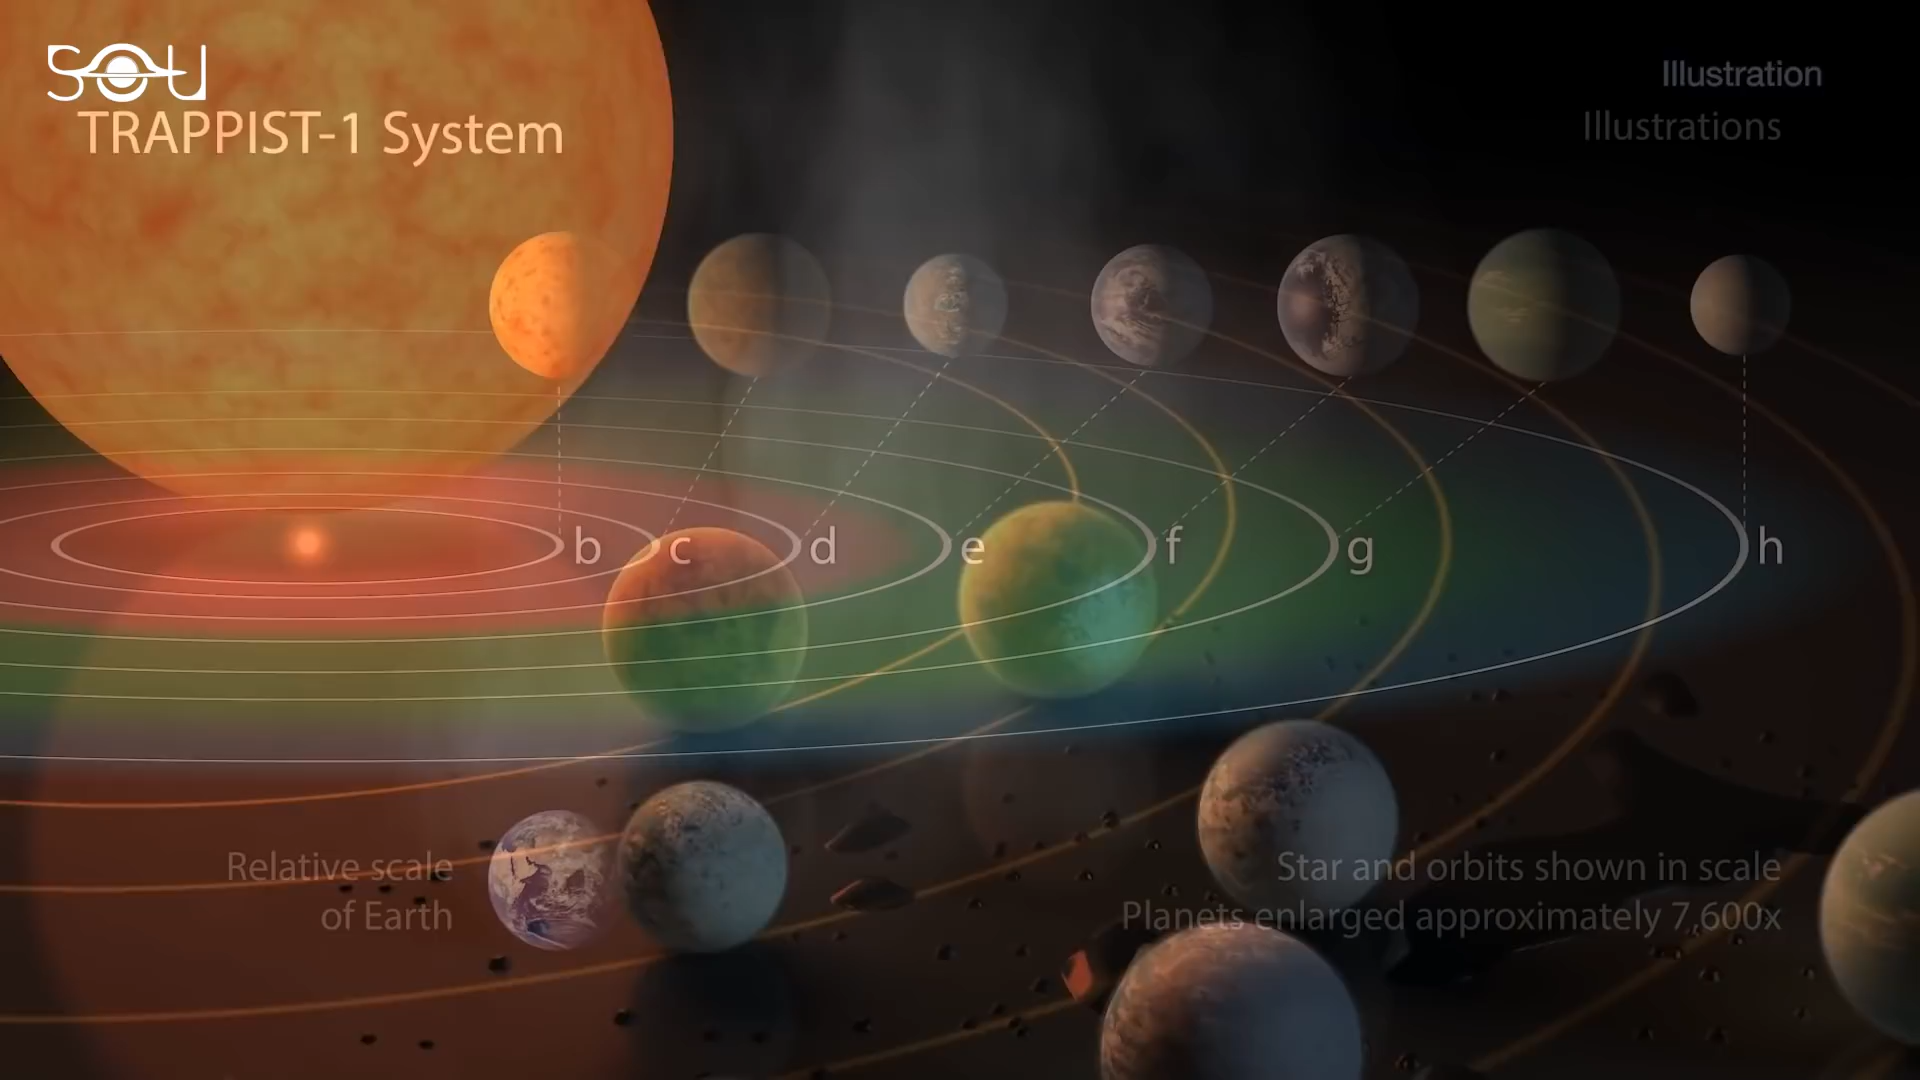 SOU
TRAPPIST-1 System
Illustration
Illustrations
b c d e f g h
Relative scale
of Earth
Star and orbits shown in scale
Planets enlarged approximately 7,600x